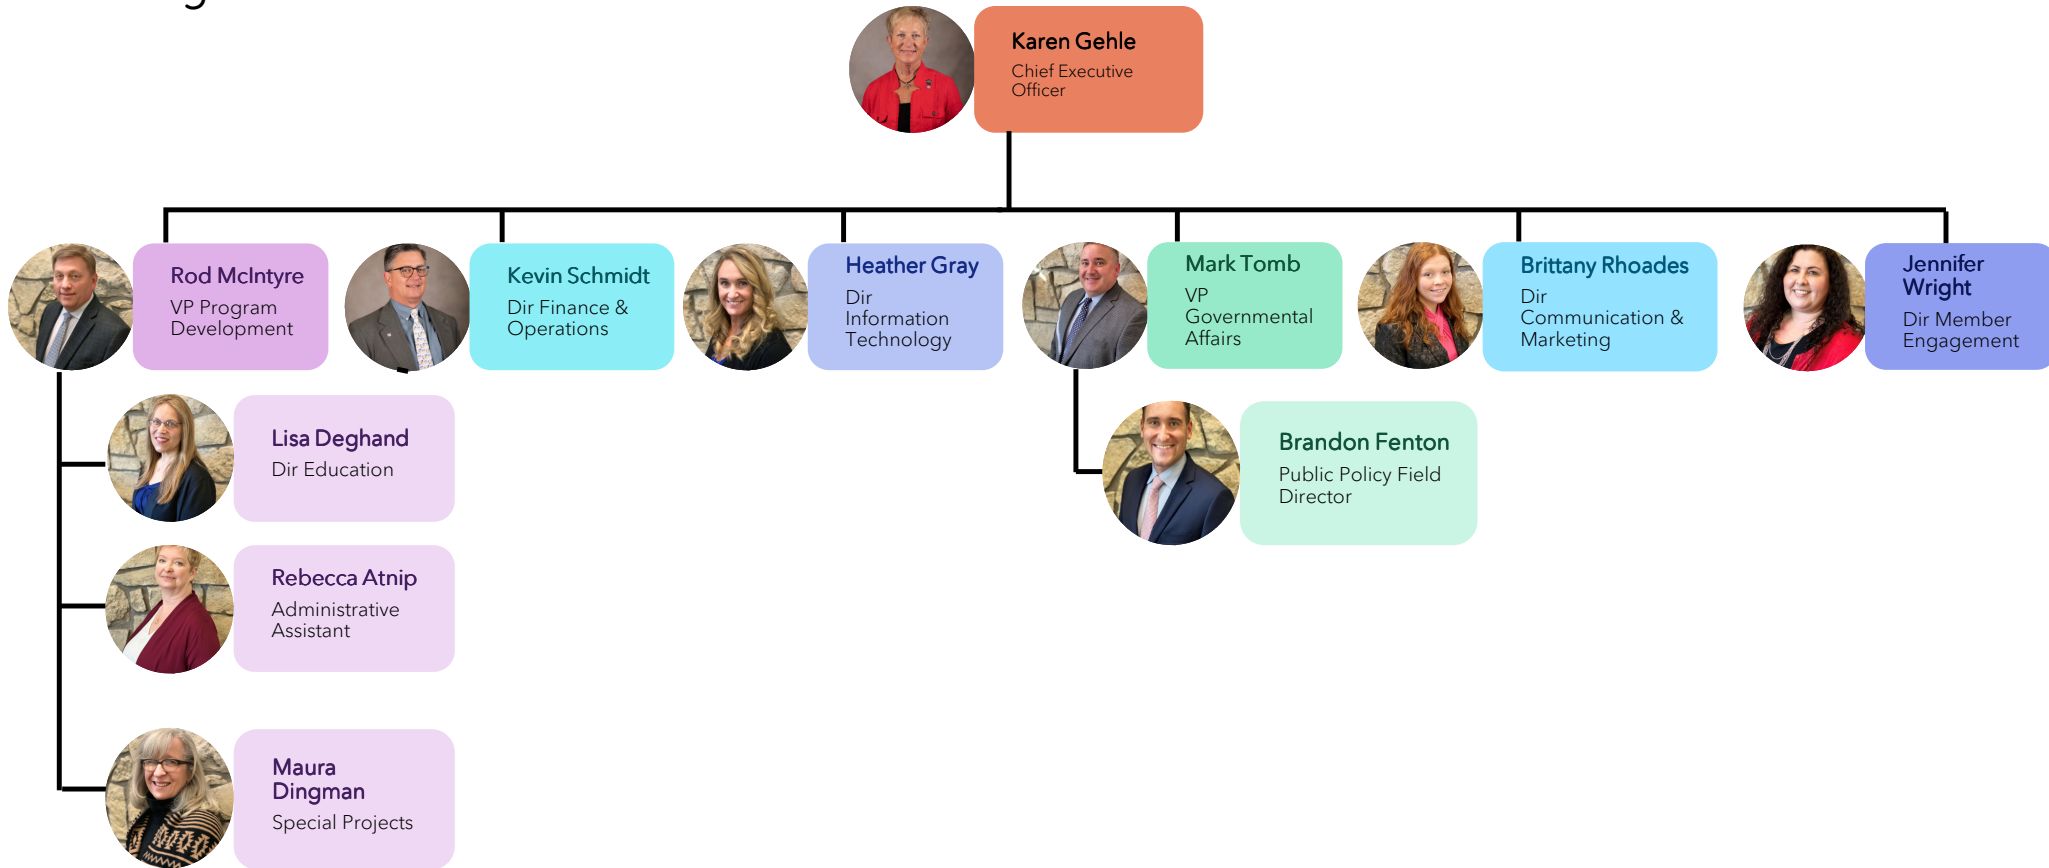 Karen Gehle
Chief Executive
Officer
Rod McIntyre
VP Program
Development
Kevin Schmidt
Dir Finance &
Operations
Heather Gray
Dir
Information
Technology
Mark Tomb
VP
Governmental
Affairs
Brittany Rhoades
Dir
Communication &
Marketing
Jennifer
Wright
Dir Member
Engagement
Lisa Deghand
Dir Education
Rebecca Atnip
Administrative
Assistant
Maura
Dingman
Special Projects
Brandon Fenton
Public Policy Field
Director